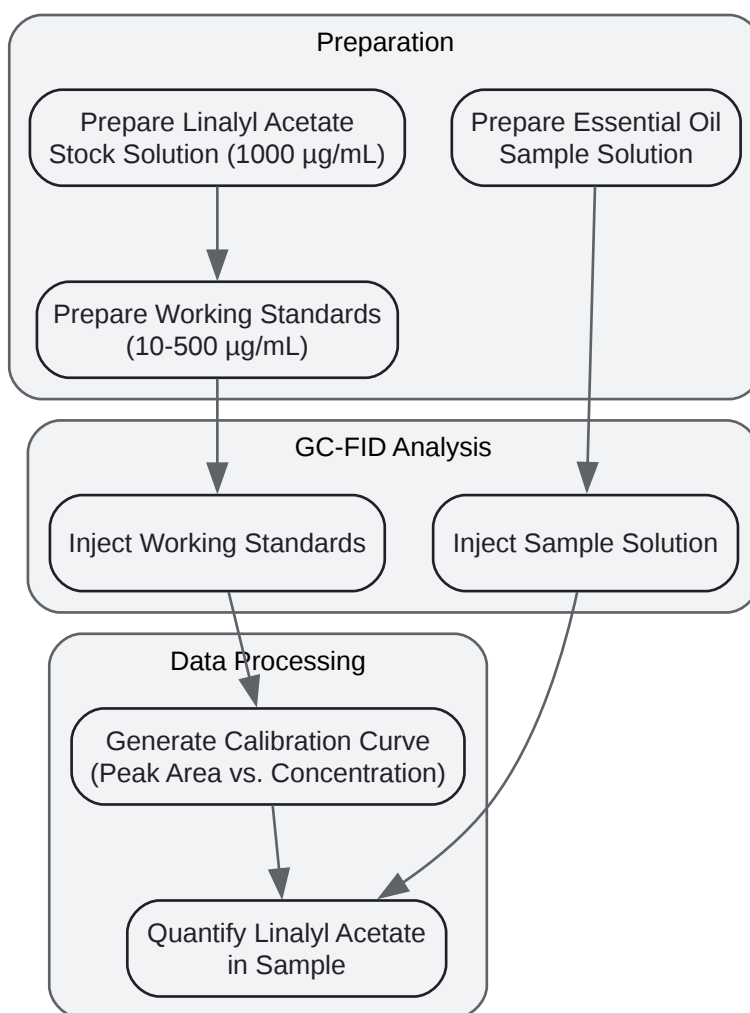 Preparation
Prepare Linalyl Acetate
Stock Solution (1000 µg/mL)
Prepare Essential Oil
Sample Solution
Prepare Working Standards
(10-500 µg/mL)
GC-FID Analysis
Inject Working Standards
Inject Sample Solution
Data Processing
Generate Calibration Curve
(Peak Area vs. Concentration)
Quantify Linalyl Acetate
in Sample